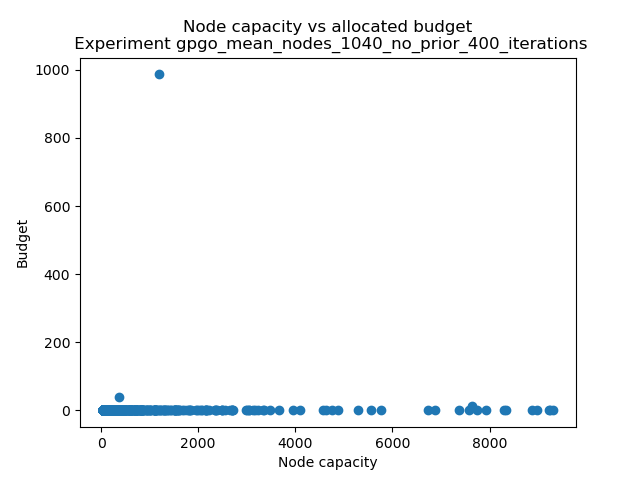 Node capacity vs allocated budget
Experiment gpgo_mean_nodes_1040_no_prior_400_iterations
1000
800
600
400
200
0
Budget
0 2000 4000 6000 8000
Node capacity